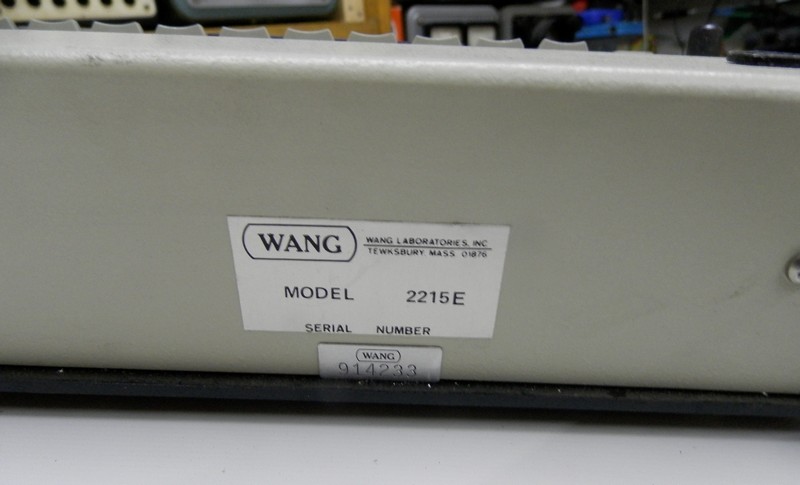 WANG
WANG LABORATORIES, INC
TEWKSBURY MASS 01876
MODEL 2215E
SERIAL NUMBER
WANG
914233